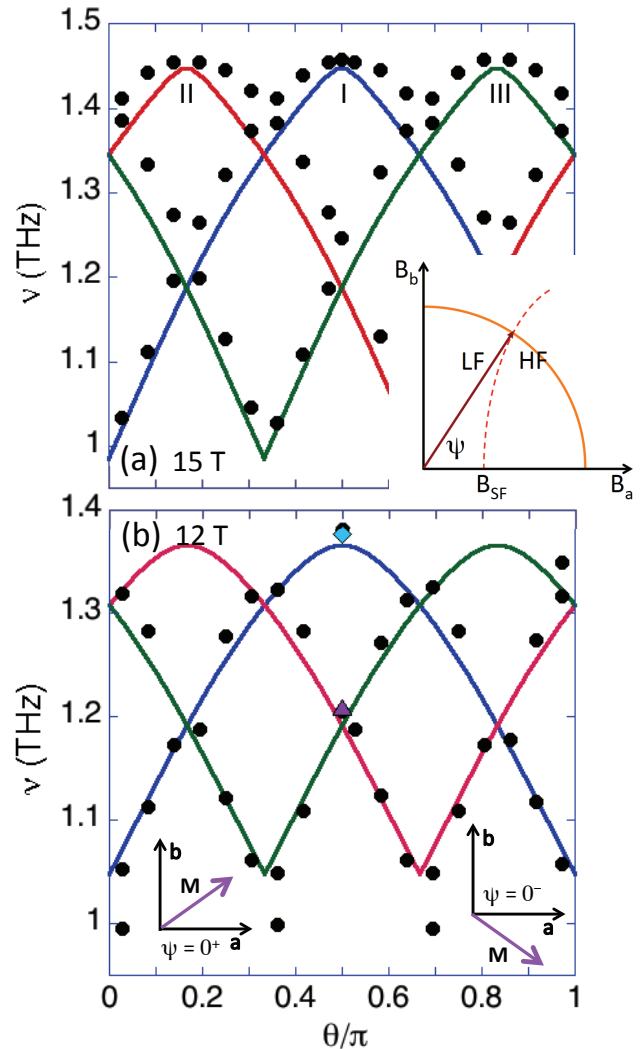 1.5
1.4
1.3
1.2
1.1
1
ν (THz)
II
I
III
(a) 15 T
B_b
LF
HF
ψ
B_SF
B_a
(b) 12 T
1.4
1.3
1.2
1.1
1
ν (THz)
b
M
a
ψ = 0⁺
b
ψ = 0⁻
a
M
0 0.2 0.4 0.6 0.8 1
θ/π